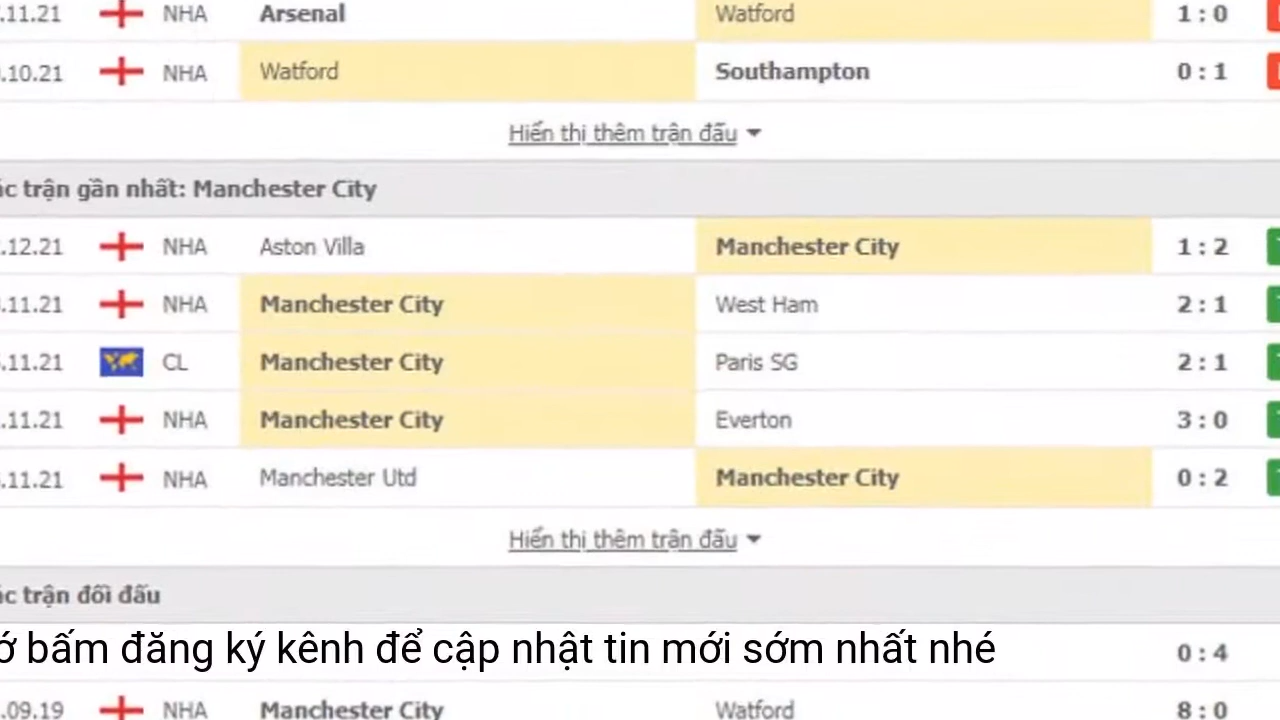 .11.21 NHA Arsenal Watford 1 : 0
.10.21 NHA Watford Southampton 0 : 1
Hiển thị thêm trận đấu
ác trận gần nhất: Manchester City
.12.21 NHA Aston Villa Manchester City 1 : 2
.11.21 NHA Manchester City West Ham 2 : 1
.11.21 CL Manchester City Paris SG 2 : 1
.11.21 NHA Manchester City Everton 3 : 0
.11.21 NHA Manchester Utd Manchester City 0 : 2
Hiển thị thêm trận đấu
ác trận đối đấu
ớ bấm đăng ký kênh để cập nhật tin mới sớm nhất nhé 0 : 4
.09.19 NHA Manchester City Watford 8 : 0